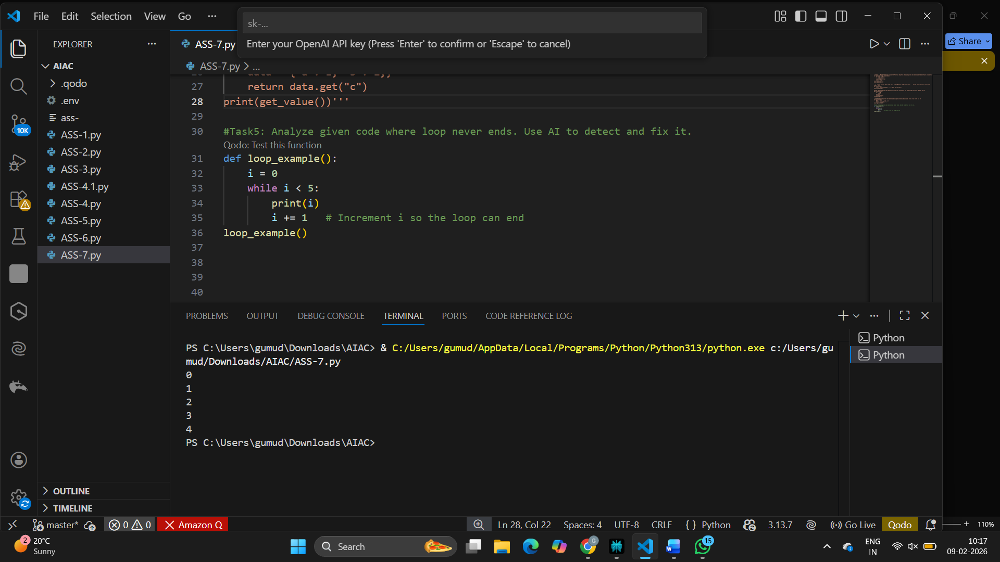 File Edit Selection View Go ···
sk-...
Enter your OpenAI API key (Press 'Enter' to confirm or 'Escape' to cancel)
Share
EXPLORER
AIAC
.qodo
.env
ass-
ASS-1.py
ASS-2.py
ASS-3.py
ASS-4.1.py
ASS-4.py
ASS-5.py
ASS-6.py
ASS-7.py
OUTLINE
TIMELINE
10K
ASS-7.py
ASS-7.py > ...
27 return data.get("c")
28 print(get_value())'''
29
30 #Task5: Analyze given code where loop never ends. Use AI to detect and fix it.
Qodo: Test this function
31 def loop_example():
32 i = 0
33 while i < 5:
34 print(i)
35 i += 1 # Increment i so the loop can end
36 loop_example()
37
38
39
40
PROBLEMS OUTPUT DEBUG CONSOLE TERMINAL PORTS CODE REFERENCE LOG
PS C:\Users\gumud\Downloads\AIAC> & C:/Users/gumud/AppData/Local/Programs/Python/Python313/python.exe c:/Users/gu
mud/Downloads/AIAC/ASS-7.py
0
1
2
3
4
PS C:\Users\gumud\Downloads\AIAC>
Python
Python
master* 0 0 Amazon Q Ln 28, Col 22 Spaces: 4 UTF-8 CRLF { } Python 3.13.7 Go Live Qodo 110%
2 20°C
Sunny
Search
G
15
ENG
IN
10:17
09-02-2026